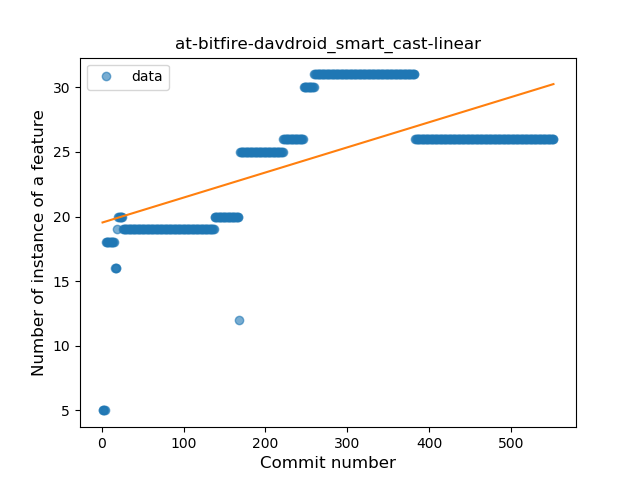 at-bitfire-davdroid_smart_cast-linear
data
Number of instance of a feature
30
25
20
15
10
5
0 100 200 300 400 500
Commit number